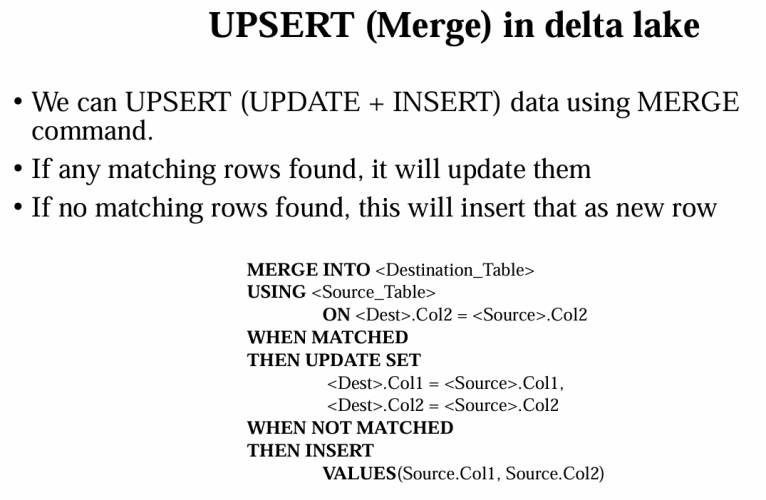 UPSERT (Merge) in delta lake
• We can UPSERT (UPDATE + INSERT) data using MERGE
command.
• If any matching rows found, it will update them
• If no matching rows found, this will insert that as new row
MERGE INTO <Destination_Table>
USING <Source_Table>
ON <Dest>.Col2 = <Source>.Col2
WHEN MATCHED
THEN UPDATE SET
<Dest>.Col1 = <Source>.Col1,
<Dest>.Col2 = <Source>.Col2
WHEN NOT MATCHED
THEN INSERT
VALUES(Source.Col1, Source.Col2)